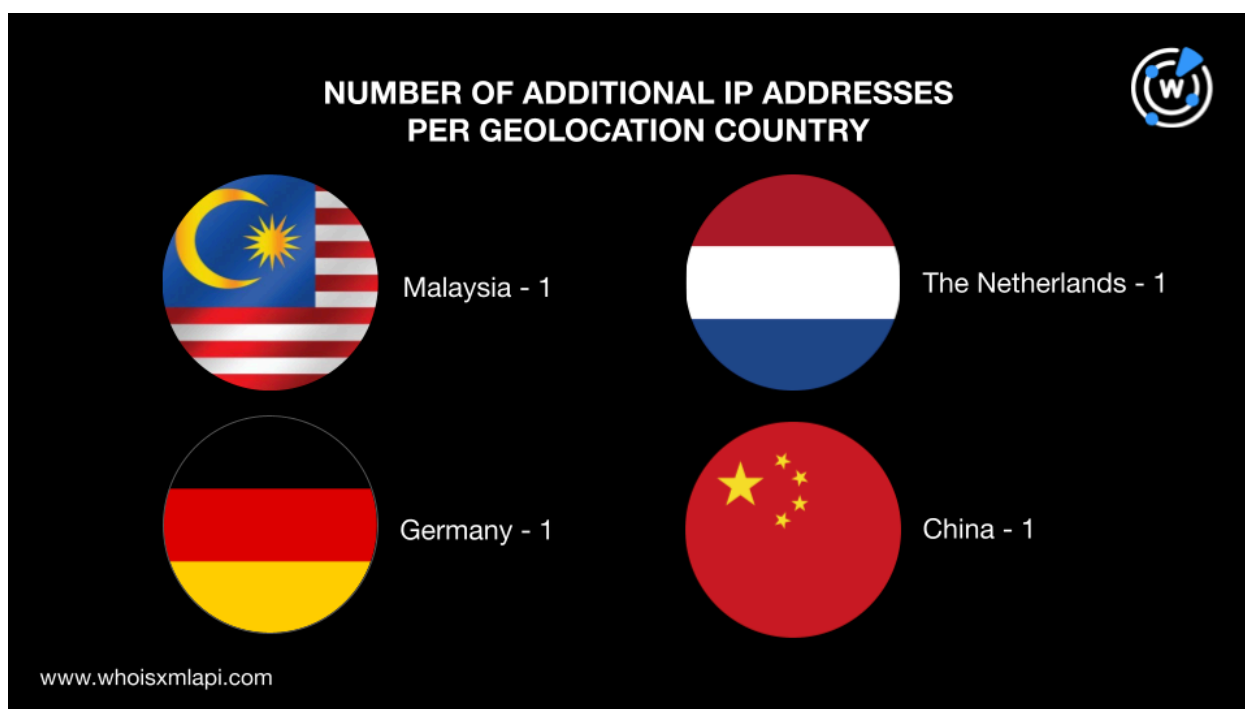 NUMBER OF ADDITIONAL IP ADDRESSES
PER GEOLOCATION COUNTRY
W
Malaysia - 1
The Netherlands - 1
Germany - 1
China - 1
www.whoisxmlapi.com